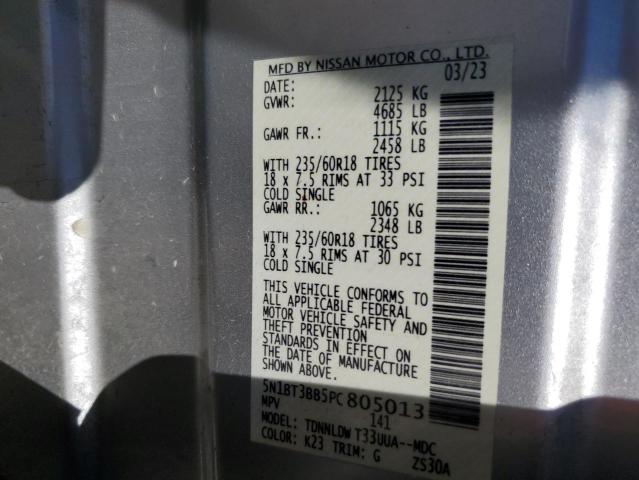 MFD BY NISSAN MOTOR CO., LTD.
DATE: 03/23
GVWR: 2125 KG
4685 LB
GAWR FR.: 1115 KG
2458 LB
WITH 235/60R18 TIRES
18 x 7.5 RIMS AT 33 PSI
COLD SINGLE
GAWR RR.: 1065 KG
2348 LB
WITH 235/60R18 TIRES
18 x 7.5 RIMS AT 30 PSI
COLD SINGLE
THIS VEHICLE CONFORMS TO
ALL APPLICABLE FEDERAL
MOTOR VEHICLE SAFETY AND
THEFT PREVENTION
STANDARDS IN EFFECT ON
THE DATE OF MANUFACTURE
SHOWN ABOVE.
5N1BT3BB5PC 805013
MPV 141
MODEL: TDNNLDW T33UUA--MDC
COLOR: K23 TRIM: G ZS30A